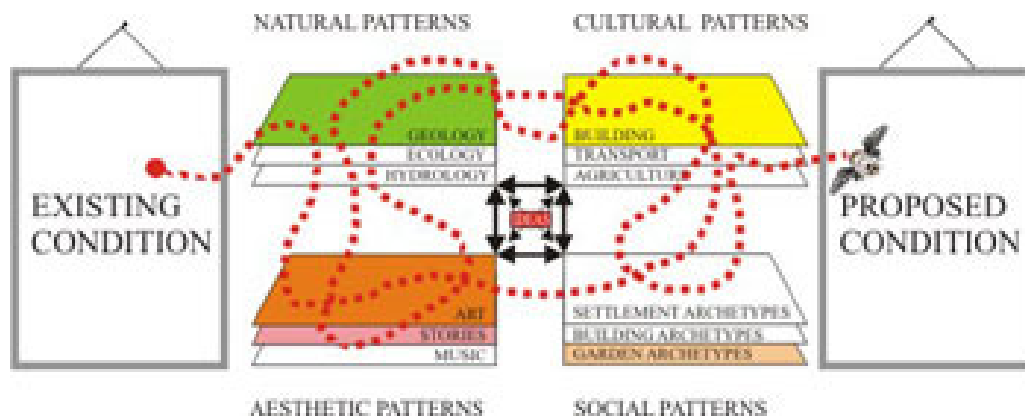 NATURAL PATTERNS
CULTURAL PATTERNS
GEOLOGY
ECOLOGY
HYDROLOGY
BUILDING
TRANSPORT
AGRICULTURE
EXISTING
CONDITION
IDEAS
PROPOSED
CONDITION
ART
STORIES
MUSIC
SETTLEMENT ARCHETYPES
BUILDING ARCHETYPES
GARDEN ARCHETYPES
AESTHETIC PATTERNS
SOCIAL PATTERNS